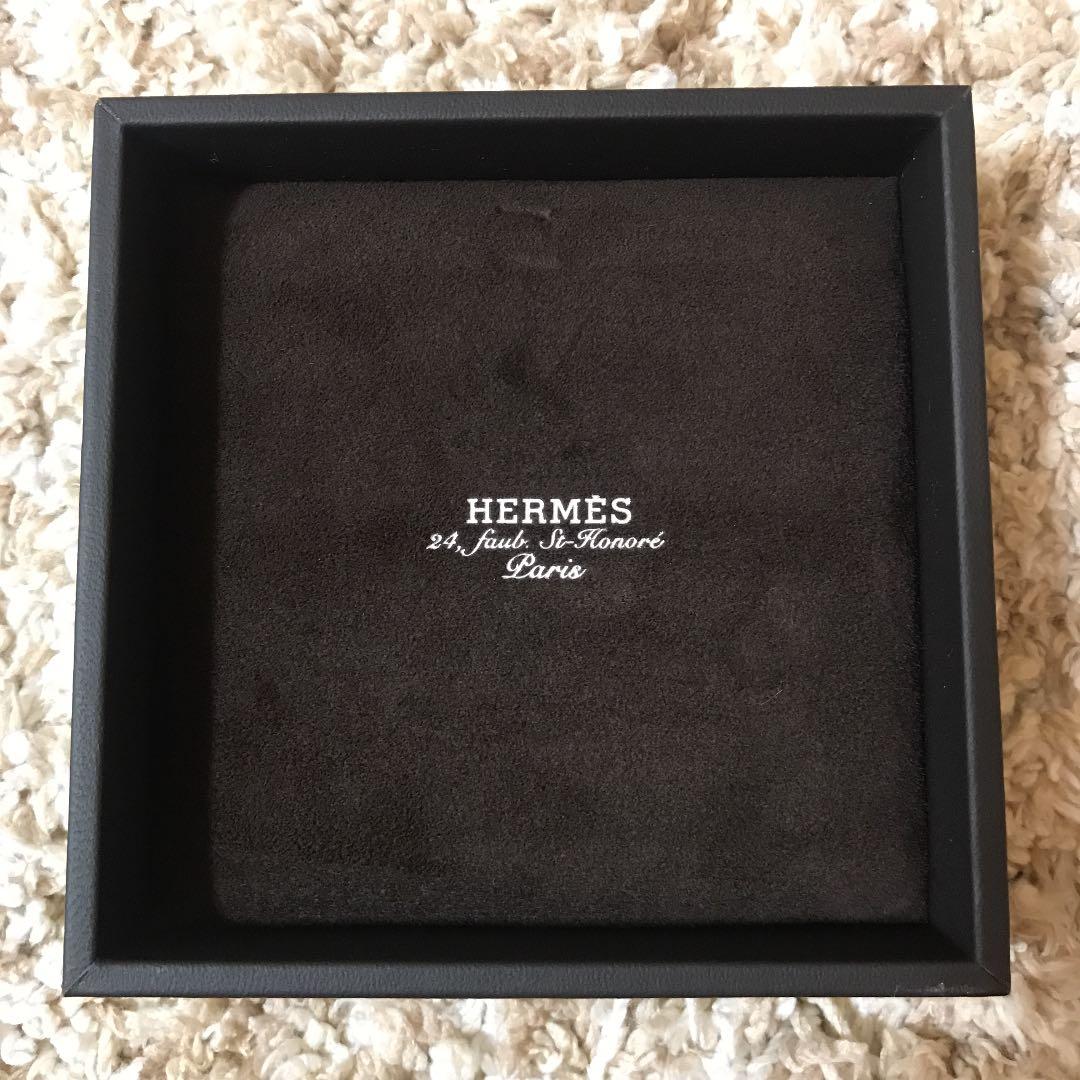 HERMÈS
24, faub. St-Honoré
Paris